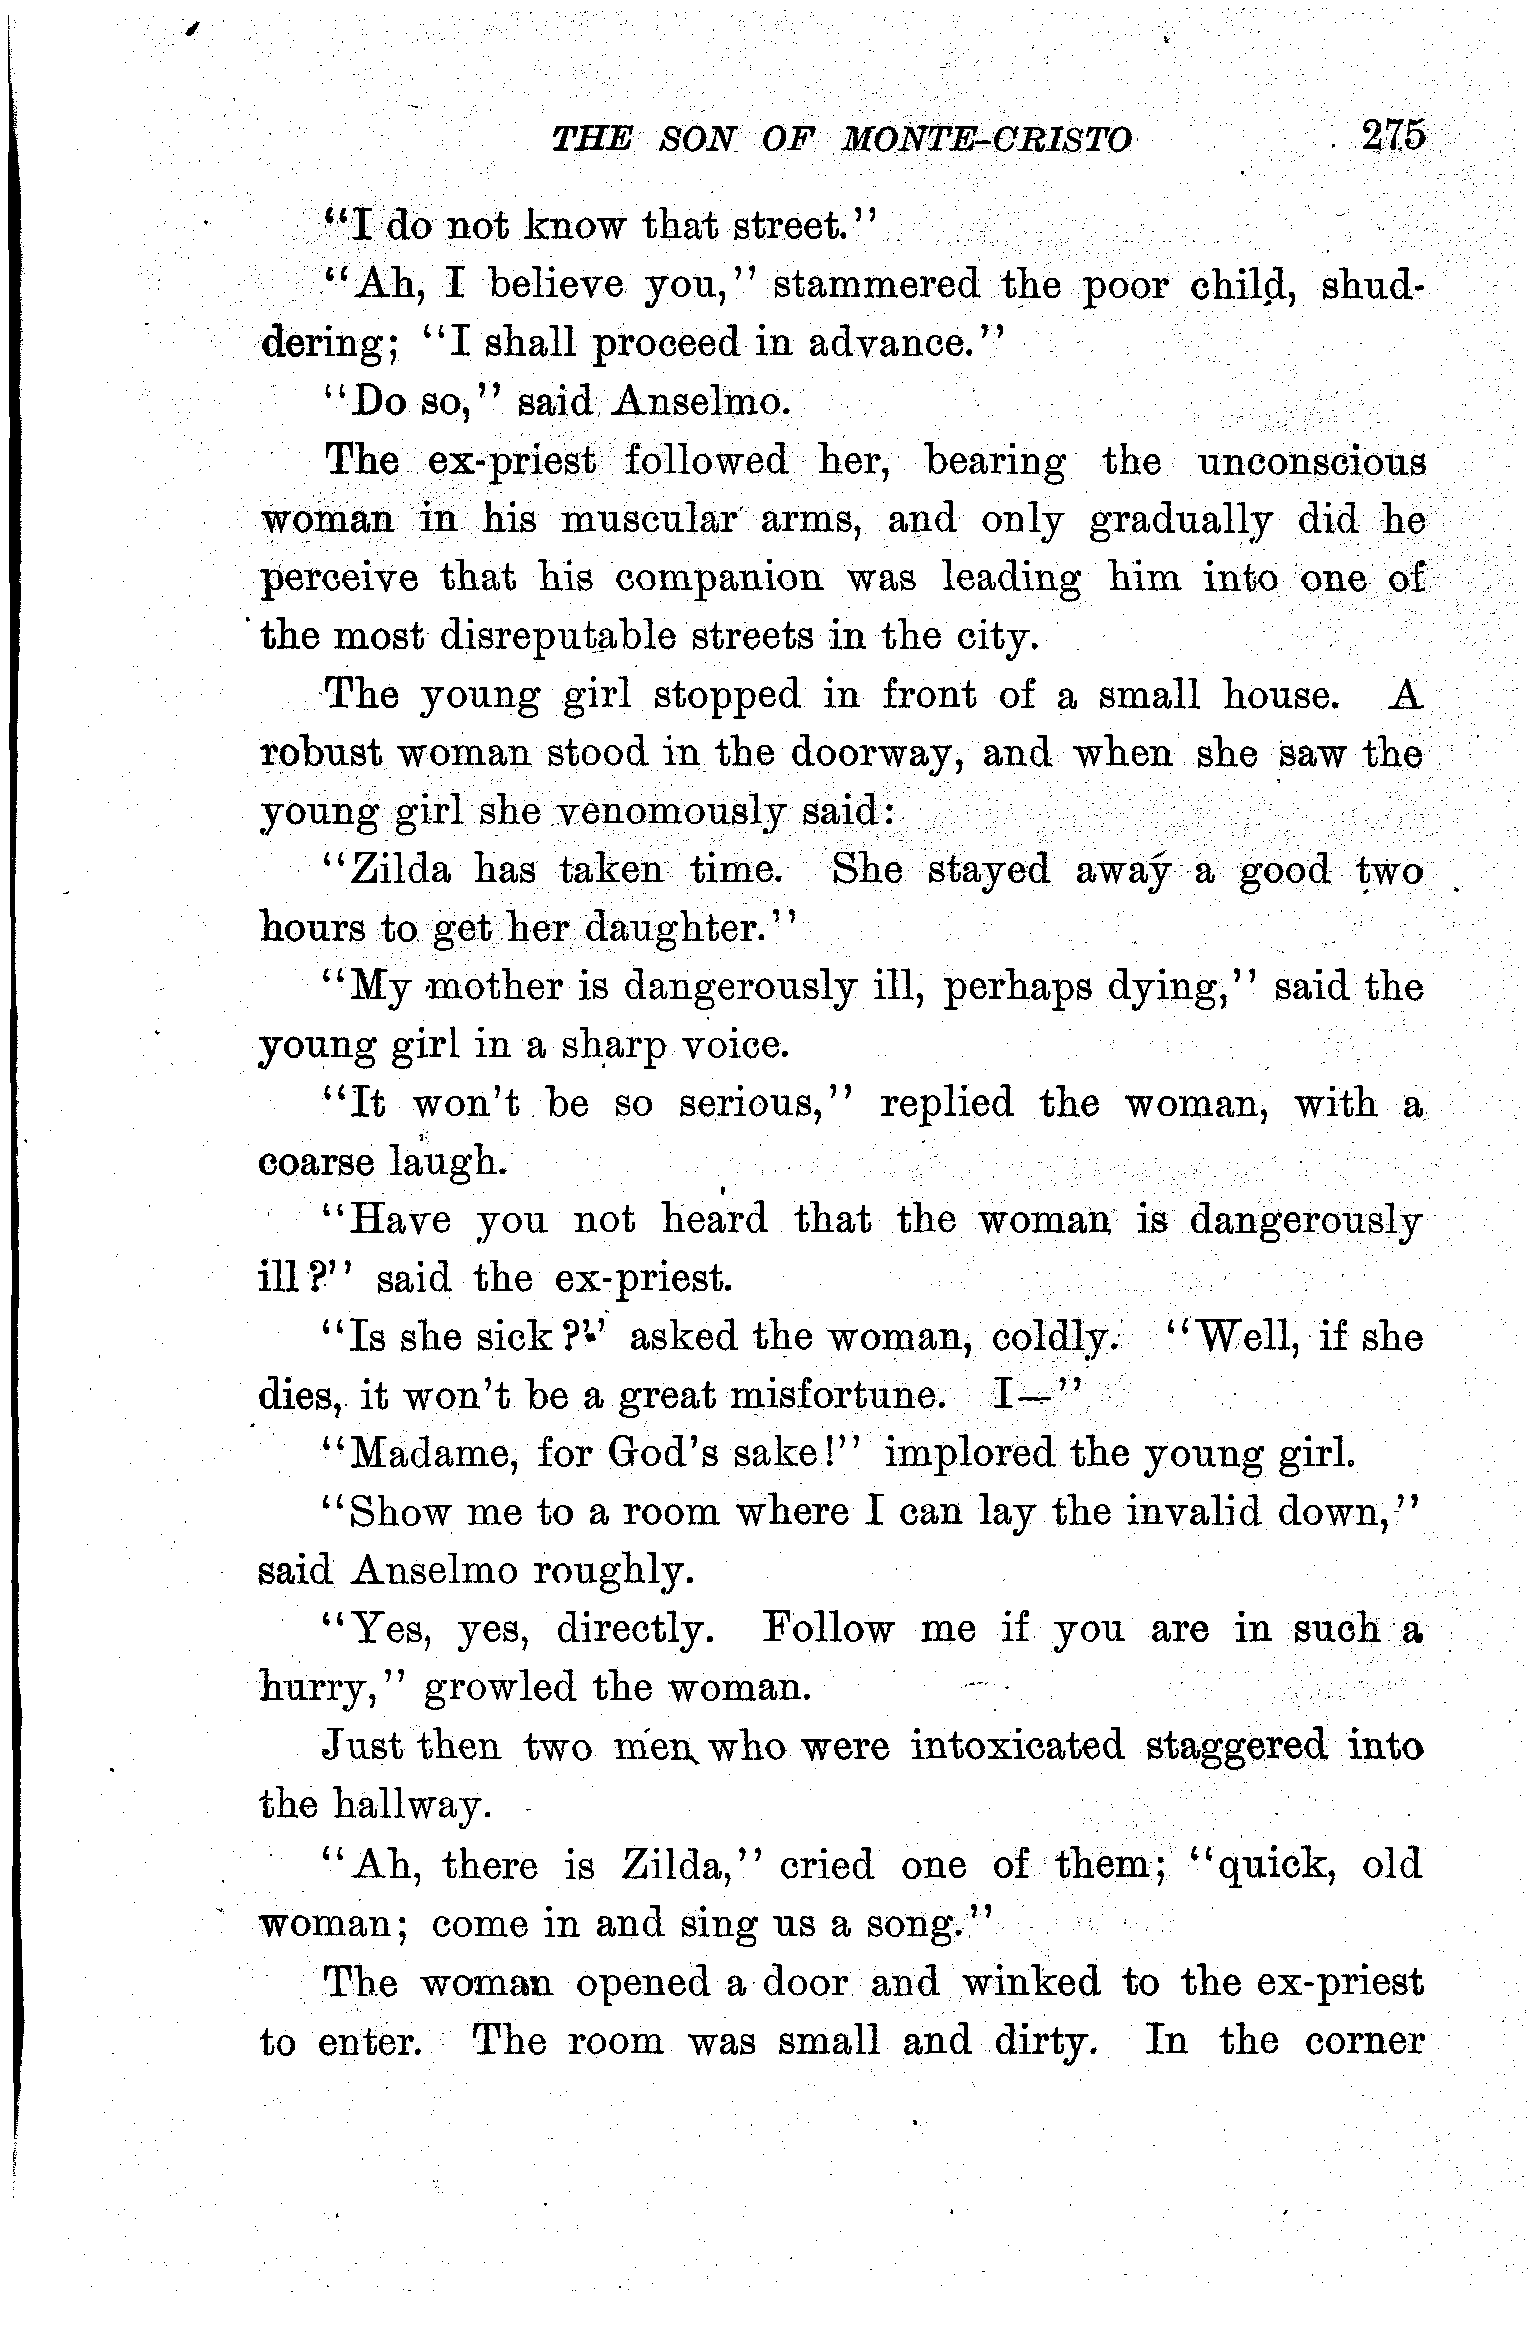 THE SON OF MONTE-CRISTO 275
"I do not know that street."
"Ah, I believe you," stammered the poor child, shud-
dering; "I shall proceed in advance."
"Do so," said Anselmo.
The ex-priest followed her, bearing the unconscious
woman in his muscular arms, and only gradually did he
perceive that his companion was leading him into one of
the most disreputable streets in the city.
The young girl stopped in front of a small house. A
robust woman stood in the doorway, and when she saw the
young girl she venomously said:
"Zilda has taken time. She stayed away a good two
hours to get her daughter."
"My mother is dangerously ill, perhaps dying," said the
young girl in a sharp voice.
"It won't be so serious," replied the woman, with a
coarse laugh.
"Have you not heard that the woman is dangerously
ill?" said the ex-priest.
"Is she sick?" asked the woman, coldly. "Well, if she
dies, it won't be a great misfortune. I—"
"Madame, for God's sake!" implored the young girl.
"Show me to a room where I can lay the invalid down,"
said Anselmo roughly.
"Yes, yes, directly. Follow me if you are in such a
hurry," growled the woman.
Just then two men who were intoxicated staggered into
the hallway.
"Ah, there is Zilda," cried one of them; "quick, old
woman; come in and sing us a song."
The woman opened a door and winked to the ex-priest
to enter. The room was small and dirty. In the corner